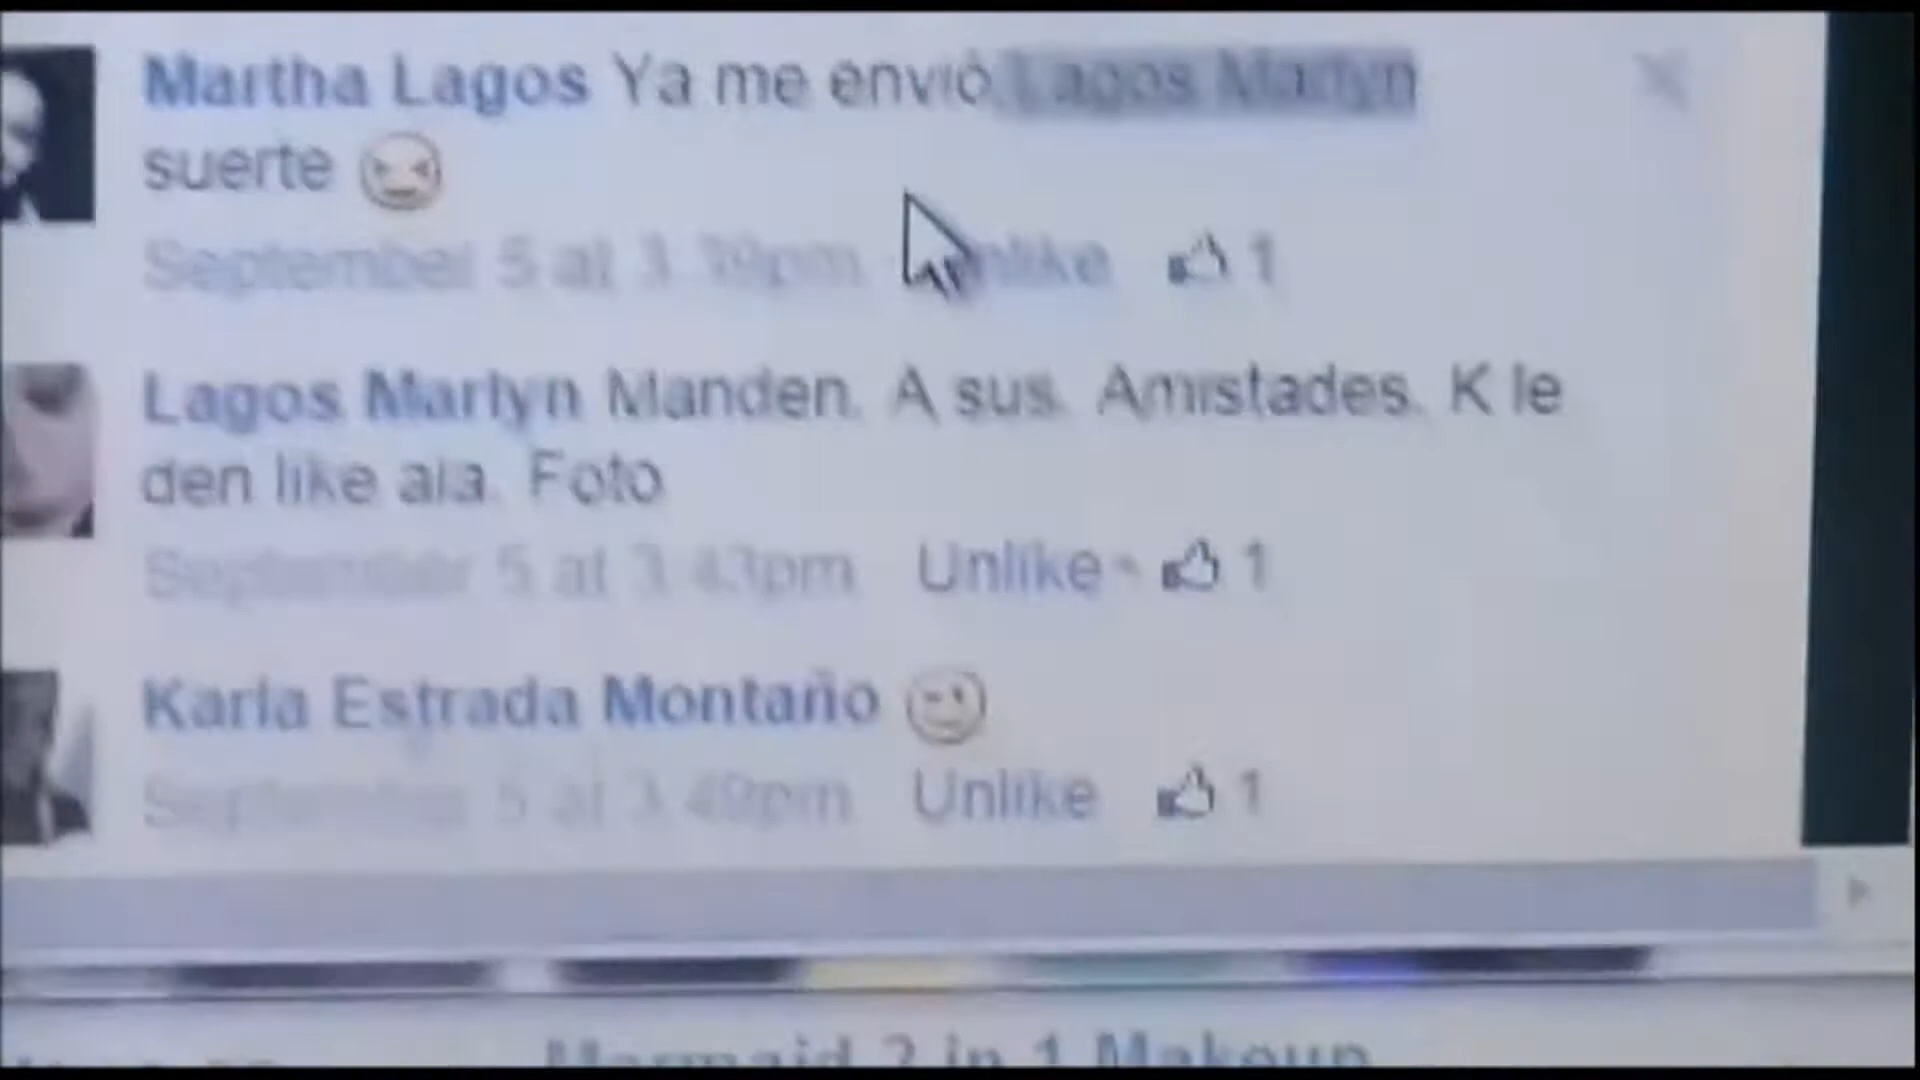 Martha Lagos Ya me envió Lagos Marlyn
suerte
September 5 at 3:39pm Unlike 1
Lagos Marlyn Manden. A sus. Amistades. K le
den like ala. Foto
September 5 at 3:43pm Unlike 1
Karla Estrada Montaño
September 5 at 3:49pm Unlike 1
Mermaid 2 in 1 Makeup